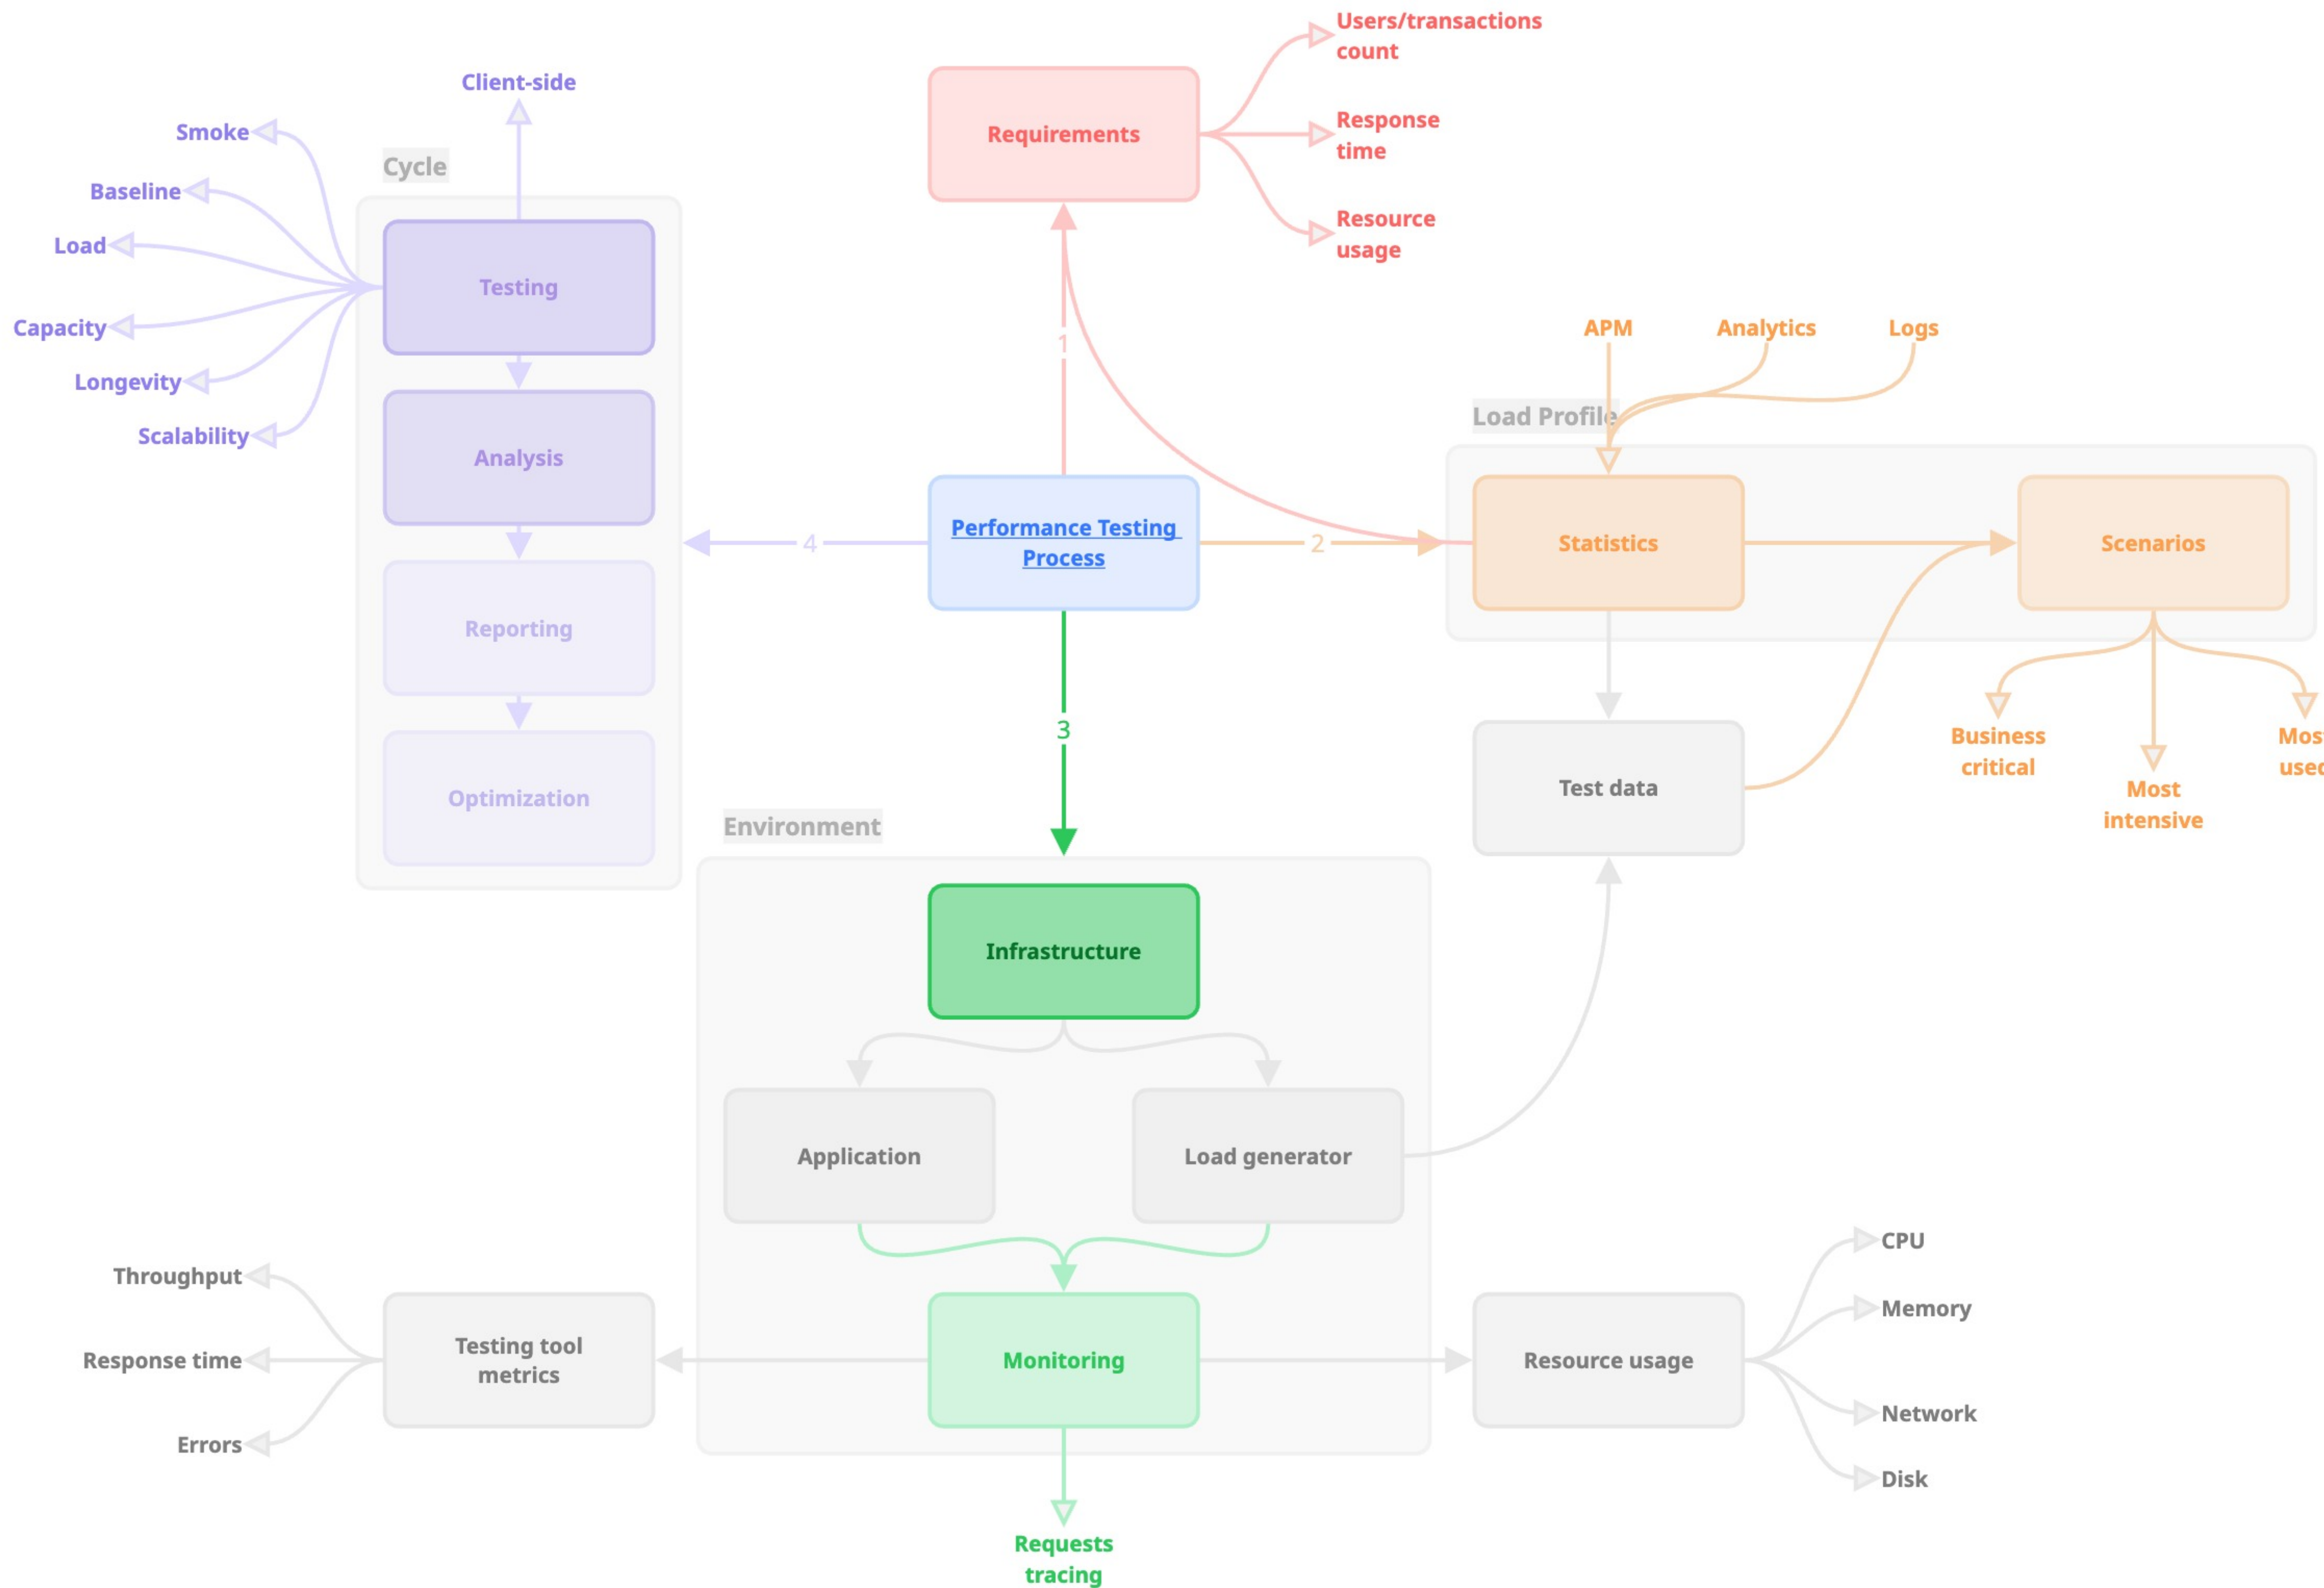 Users/transactions
count
Requirements
Response
time
Resource
usage
Client-side
Smoke
Baseline
Load
Capacity
Longevity
Scalability
Cycle
Testing
Analysis
Reporting
Optimization
1
Performance Testing
Process
4
2
3
APM
Analytics
Logs
Load Profile
Statistics
Scenarios
Business
critical
Most
intensive
Test data
Environment
Infrastructure
Application
Load generator
Monitoring
Throughput
Response time
Errors
Testing tool
metrics
Resource usage
CPU
Memory
Network
Disk
Requests
tracing